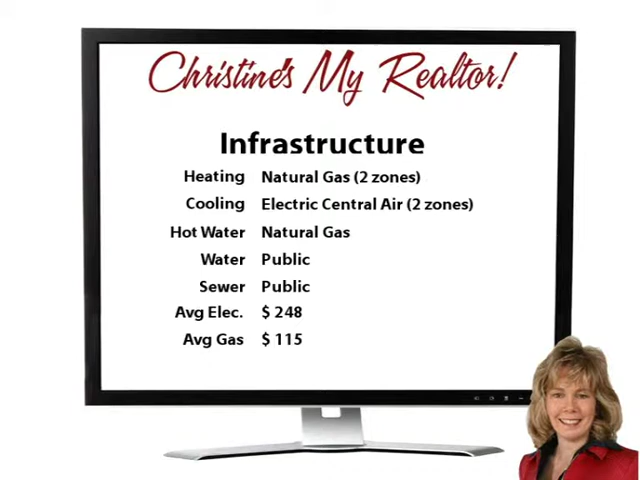 Christine's My Realtor!
Infrastructure
Heating Natural Gas (2 zones)
Cooling Electric Central Air (2 zones)
Hot Water Natural Gas
Water Public
Sewer Public
Avg Elec. $ 248
Avg Gas $ 115